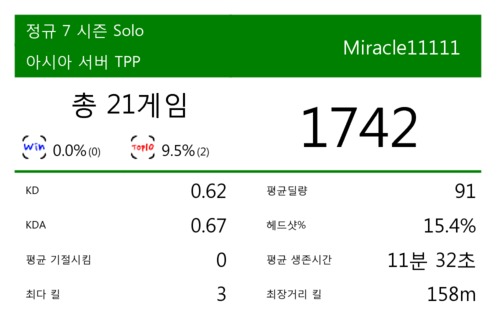 정규 7 시즌 Solo
아시아 서버 TPP
Miracle11111
총 21게임
Win 0.0% (0)
TOP10 9.5% (2)
1742
KD 0.62
평균딜량 91
KDA 0.67
헤드샷% 15.4%
평균 기절시킴 0
평균 생존시간 11분 32초
최다 킬 3
최장거리 킬 158m